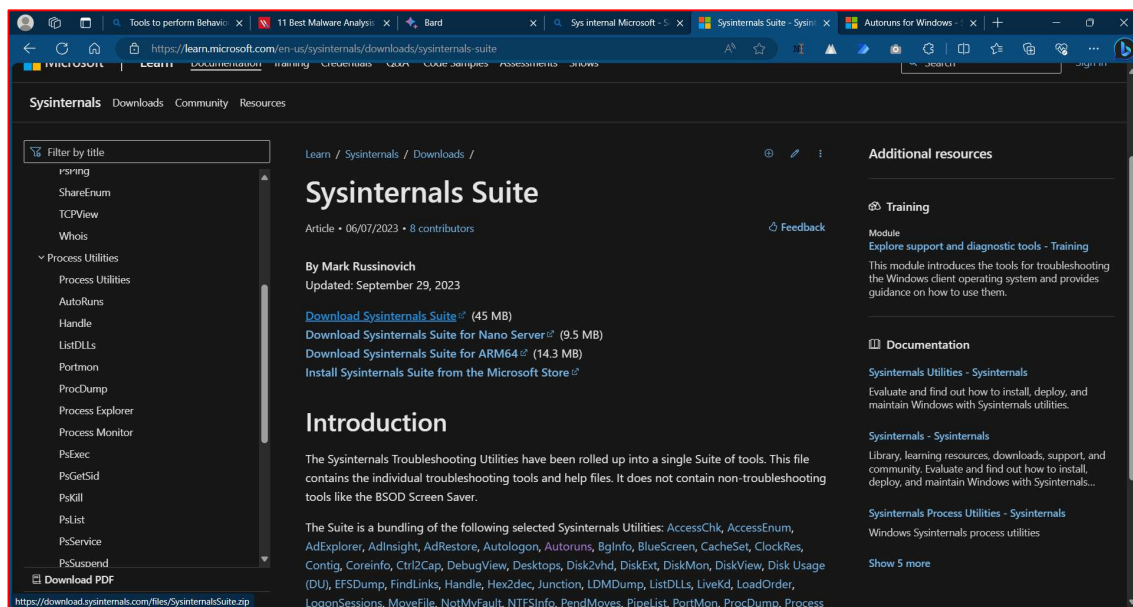 Tools to perform Behavio
11 Best Malware Analysis
Bard
Sys internal Microsoft - S
Sysinternals Suite - Sysint
Autoruns for Windows -
https://learn.microsoft.com/en-us/sysinternals/downloads/sysinternals-suite
Microsoft Learn Documentation Training Credentials Q&A Code Samples Assessments Shows
Search
Sign in
Sysinternals Downloads Community Resources
Filter by title
PsPing
ShareEnum
TCPView
Whois
Process Utilities
Process Utilities
AutoRuns
Handle
ListDLLs
Portmon
ProcDump
Process Explorer
Process Monitor
PsExec
PsGetSid
PsKill
PsList
PsService
PsSuspend
Download PDF
https://download.sysinternals.com/files/SysinternalsSuite.zip
Learn / Sysinternals / Downloads /
Sysinternals Suite
Article • 06/07/2023 • 8 contributors
Feedback
By Mark Russinovich
Updated: September 29, 2023
Download Sysinternals Suite (45 MB)
Download Sysinternals Suite for Nano Server (9.5 MB)
Download Sysinternals Suite for ARM64 (14.3 MB)
Install Sysinternals Suite from the Microsoft Store
Introduction
The Sysinternals Troubleshooting Utilities have been rolled up into a single Suite of tools. This file
contains the individual troubleshooting tools and help files. It does not contain non-troubleshooting
tools like the BSOD Screen Saver.
The Suite is a bundling of the following selected Sysinternals Utilities: AccessChk, AccessEnum,
AdExplorer, AdInsight, AdRestore, Autologon, Autoruns, BgInfo, BlueScreen, CacheSet, ClockRes,
Contig, Coreinfo, Ctrl2Cap, DebugView, Desktops, Disk2vhd, DiskExt, DiskMon, DiskView, Disk Usage
(DU), EFSDump, FindLinks, Handle, Hex2dec, Junction, LDMDump, ListDLLs, LiveKd, LoadOrder,
LogonSessions, MoveFile, NotMyFault, NTFSInfo, PendMoves, PipeList, PortMon, ProcDump, Process
Additional resources
Training
Module
Explore support and diagnostic tools - Training
This module introduces the tools for troubleshooting
the Windows client operating system and provides
guidance on how to use them.
Documentation
Sysinternals Utilities - Sysinternals
Evaluate and find out how to install, deploy, and
maintain Windows with Sysinternals utilities.
Sysinternals - Sysinternals
Library, learning resources, downloads, support, and
community. Evaluate and find out how to install,
deploy, and maintain Windows with Sysinternals...
Sysinternals Process Utilities - Sysinternals
Windows Sysinternals process utilities
Show 5 more